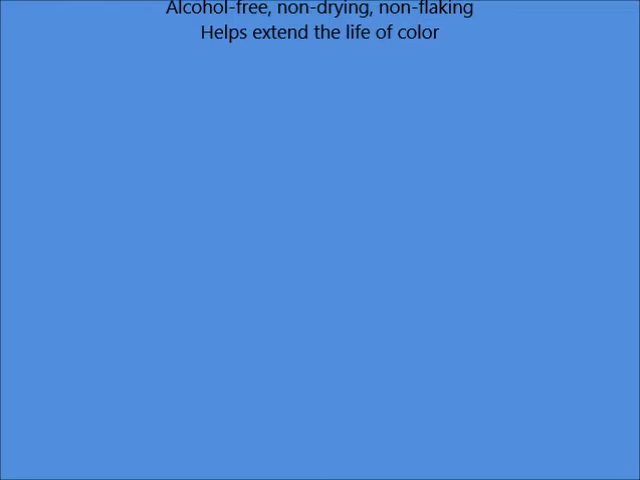 Alcohol-free, non-drying, non-flaking
Helps extend the life of color